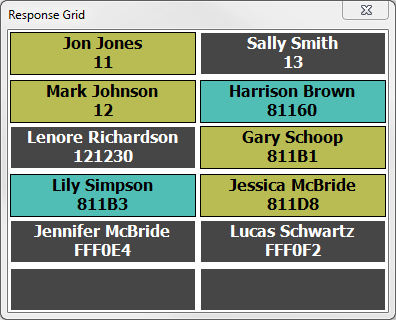 Response Grid
Jon Jones
11
Sally Smith
13
Mark Johnson
12
Harrison Brown
81160
Lenore Richardson
121230
Gary Schoop
811B1
Lily Simpson
811B3
Jessica McBride
811D8
Jennifer McBride
FFF0E4
Lucas Schwartz
FFF0F2